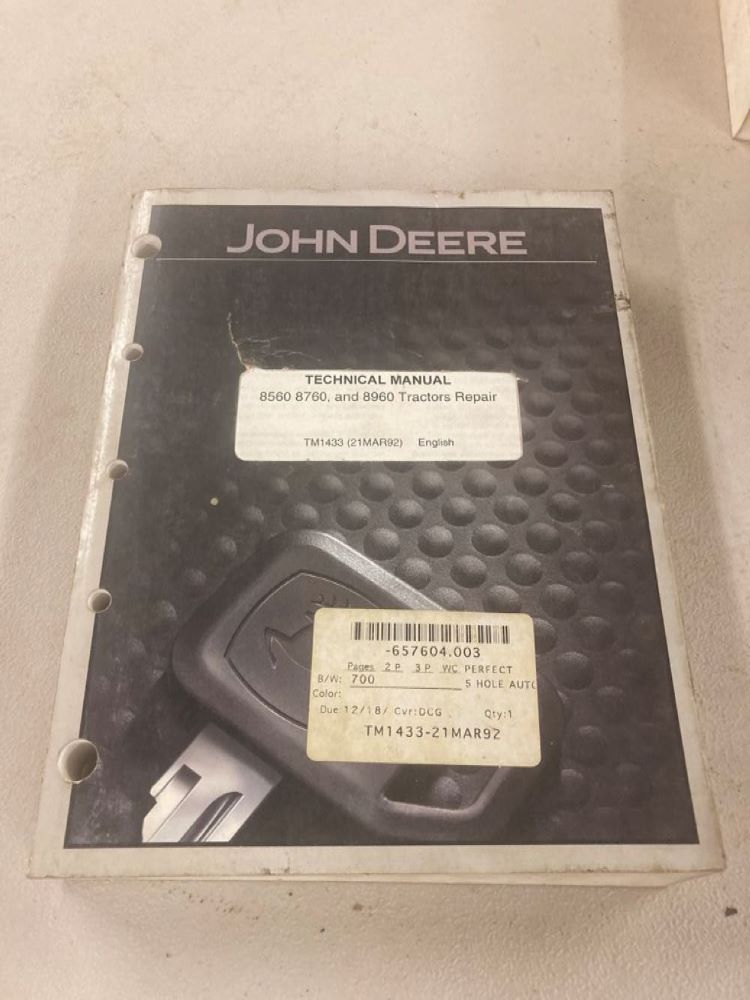 JOHN DEERE
TECHNICAL MANUAL
8560 8760, and 8960 Tractors Repair
TM1433 (21MAR92) English
-657604.003
Pages 2 P 3 P WC PERFECT
B/W: 700 5 HOLE AUTO
Color:
Due:12/18/ Cvr:DCG Qty:1
TM1433-21MAR92